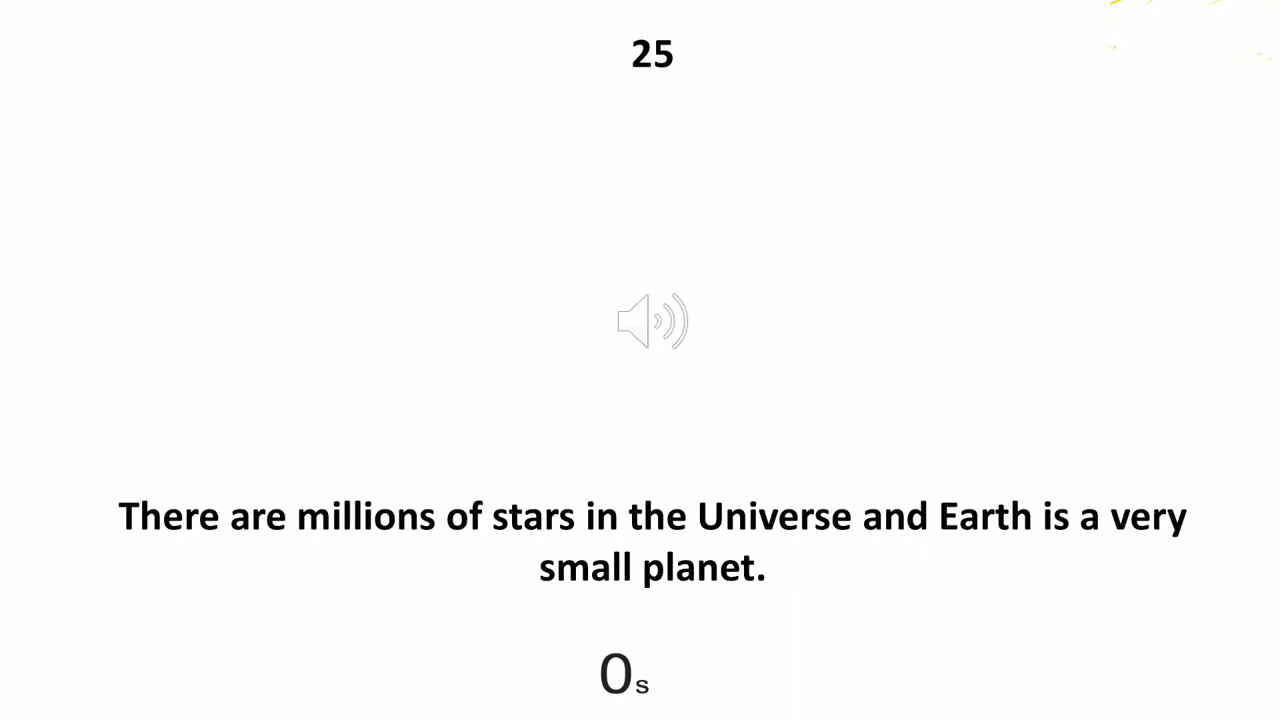 25
There are millions of stars in the Universe and Earth is a very
small planet.
0s